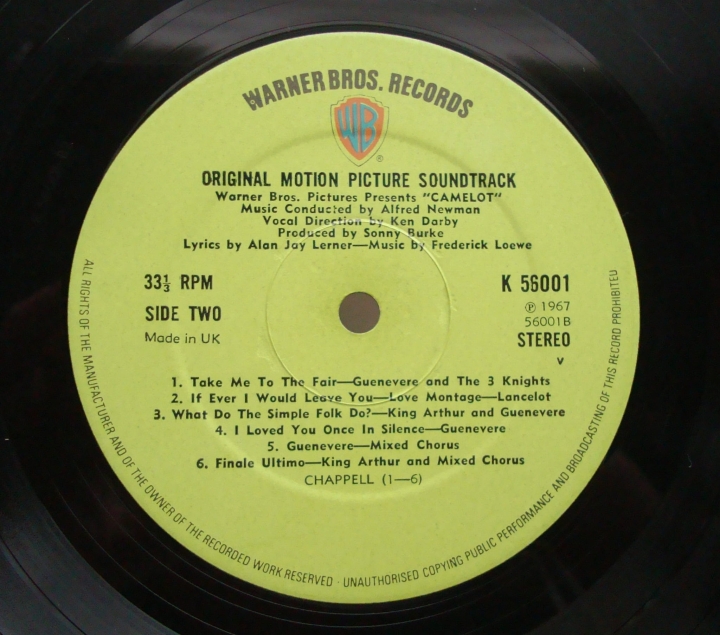 WARNER BROS. RECORDS
WB
®
ORIGINAL MOTION PICTURE SOUNDTRACK
Warner Bros. Pictures Presents "CAMELOT"
Music Conducted by Alfred Newman
Vocal Direction by Ken Darby
Produced by Sonny Burke
Lyrics by Alan Jay Lerner—Music by Frederick Loewe
33⅓ RPM
SIDE TWO
Made in UK
K 56001
℗ 1967
56001B
STEREO
V
1. Take Me To The Fair—Guenevere and The 3 Knights
2. If Ever I Would Leave You—Love Montage—Lancelot
3. What Do The Simple Folk Do?—King Arthur and Guenevere
4. I Loved You Once In Silence—Guenevere
5. Guenevere—Mixed Chorus
6. Finale Ultimo—King Arthur and Mixed Chorus
CHAPPELL (1—6)
ALL RIGHTS OF THE MANUFACTURER AND OF THE OWNER OF THE RECORDED WORK RESERVED · UNAUTHORISED COPYING PUBLIC PERFORMANCE AND BROADCASTING OF THIS RECORD PROHIBITED